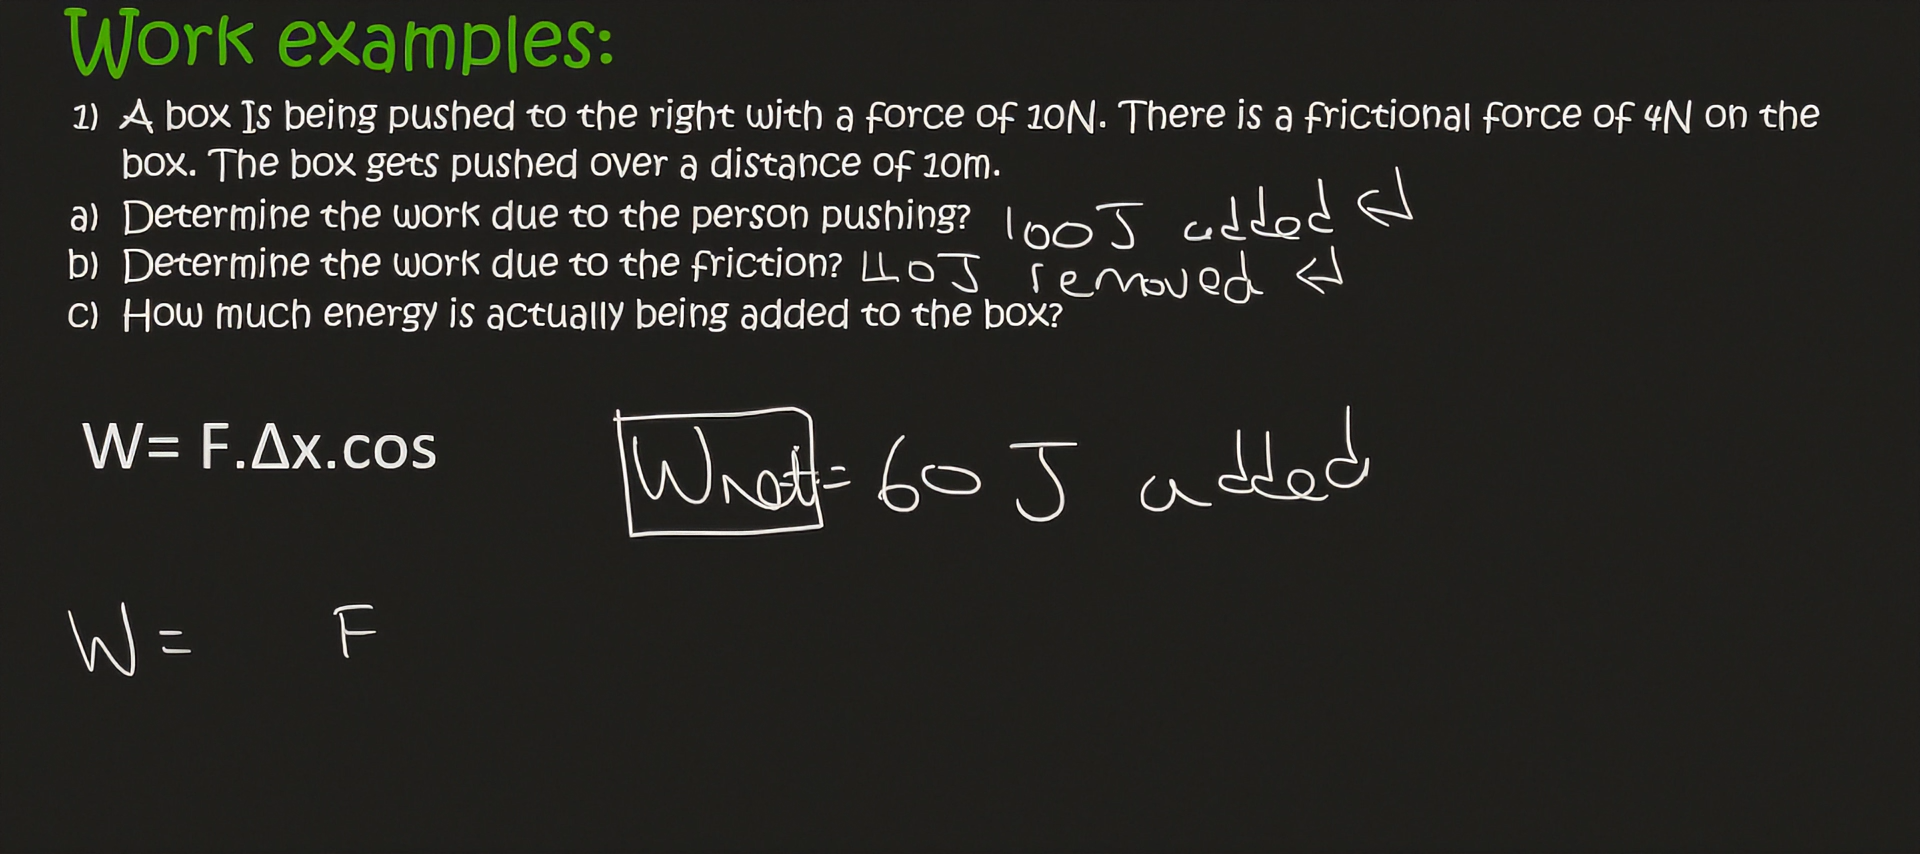 Work examples:
1) A box Is being pushed to the right with a force of 10N. There is a frictional force of 4N on the
box. The box gets pushed over a distance of 10m.
a) Determine the work due to the person pushing? 100J added
b) Determine the work due to the friction? 40J removed
c) How much energy is actually being added to the box?
W= F.Δx.cos
Wnet = 60 J added
W = F